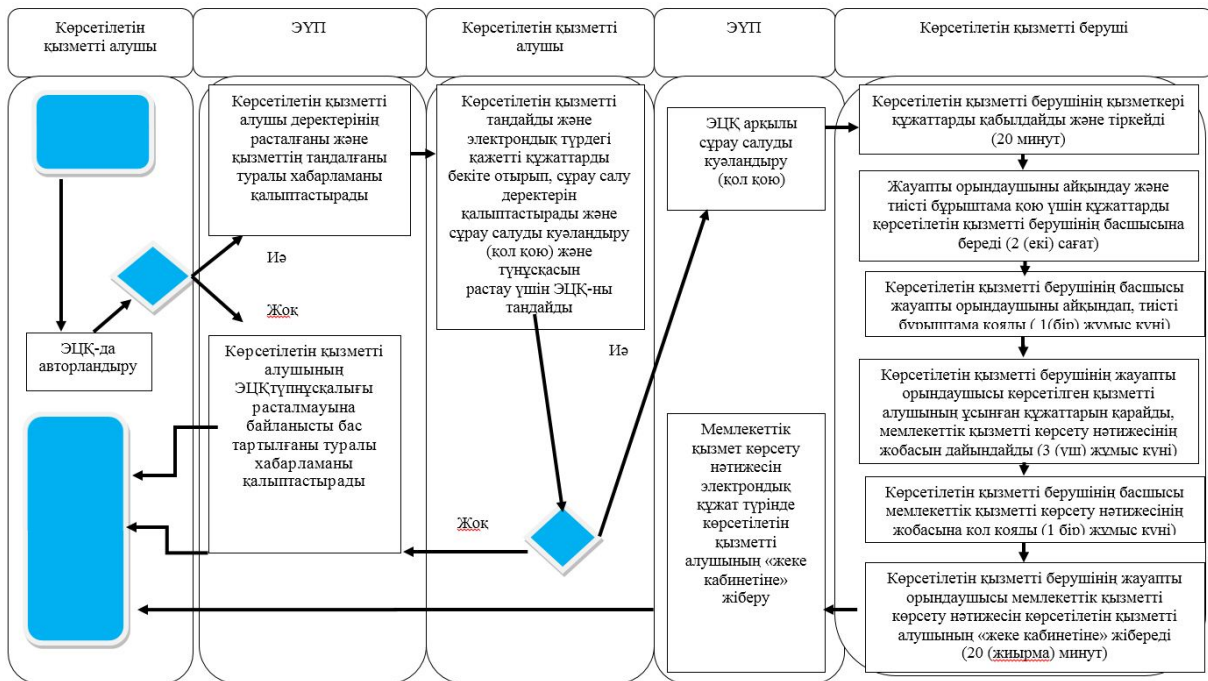 Көрсетілетін
қызметті алушы
ЭҮП
Көрсетілетін қызметті
алушы
ЭҮП
Көрсетілетін қызметті беруші
ЭЦҚ-да
авторландыру
Көрсетілетін қызметті
алушы деректерінің
расталғаны және
қызметтің таңдалғаны
туралы хабарламаны
қалыптастырады
Иә
Жоқ
Көрсетілетін қызметті
алушының
ЭЦҚтүпнұсқалығы
расталмауына
байланысты бас
тартылғаны туралы
хабарламаны
қалыптастырады
Көрсетілетін қызметті
таңдайды және
электрондық түрдегі
қажетті құжаттарды
бекіте отырып, сұрау салу
деректерін
қалыптастырады және
сұрау салуды куәландыру
(қол қою) және
түнұсқасын
растау үшін ЭЦҚ-ны
таңдайды
Иә
Жоқ
ЭЦҚ арқылы
сұрау салуды
куәландыру
(қол қою)
Мемлекеттік
қызмет көрсету
нәтижесін
электрондық
құжат түрінде
көрсетілетін
қызметті
алушының «жеке
кабинетіне»
жіберу
Көрсетілетін қызметті берушінің қызметкері
құжаттарды қабылдайды және тіркейді
(20 минут)
Жауапты орындаушыны айқындау және
тиісті бұрыштама қою үшін құжаттарды
көрсетілетін қызметті берушінің басшысына
береді (2 (екі) сағат)
Көрсетілетін қызметті берушінің басшысы
жауапты орындаушыны айқындап, тиісті
бұрыштама қояды ( 1(бір) жұмыс күні)
Көрсетілетін қызметті берушінің жауапты
орындаушысы көрсетілген қызметті
алушының ұсынған құжаттарын қарайды,
мемлекеттік қызметті көрсету нәтижесінің
жобасын дайындайды (3 (үш) жұмыс күні)
Көрсетілетін қызметті берушінің басшысы
мемлекеттік қызметті көрсету нәтижесінің
жобасына қол қояды (1 бір) жұмыс күні)
Көрсетілетін қызметті берушінің жауапты
орындаушысы мемлекеттік қызметті
көрсету нәтижесін көрсетілетін қызметті
алушының «жеке кабинетіне» жібереді
(20 (жиырма) минут)